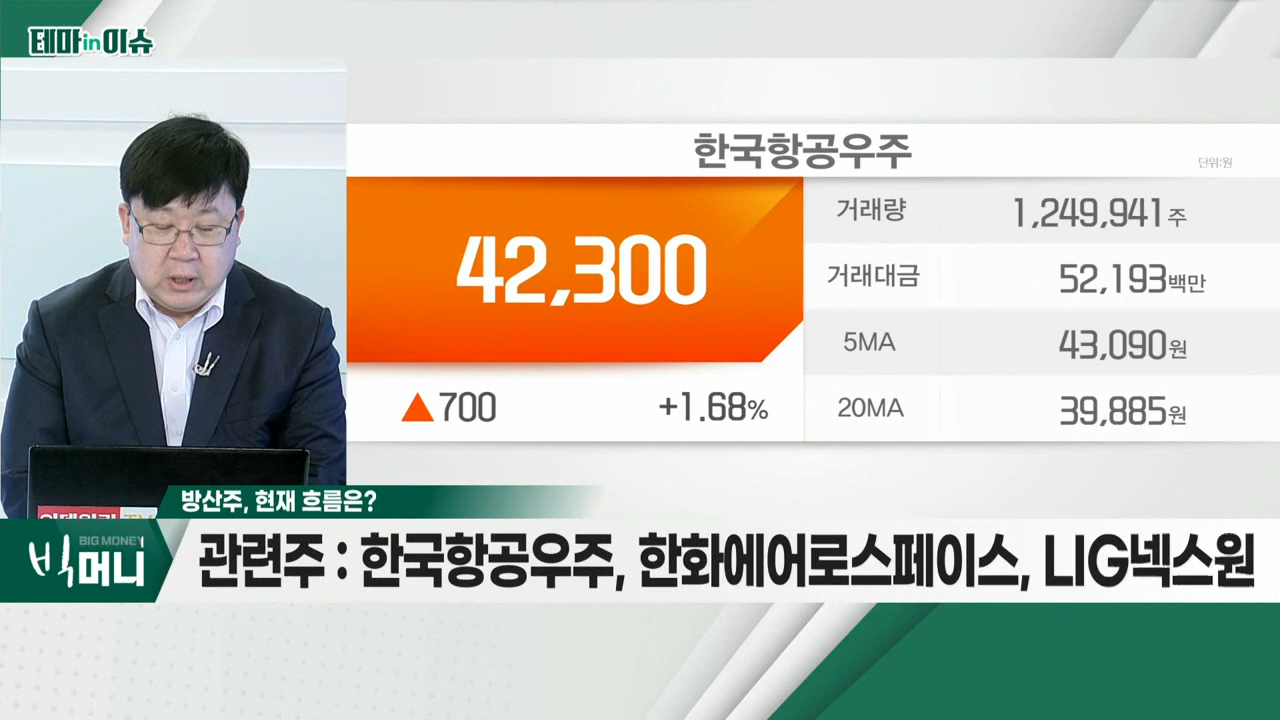 테마in이슈
한국항공우주
단위:원
42,300
▲700 +1.68%
거래량 1,249,941주
거래대금 52,193백만
5MA 43,090원
20MA 39,885원
방산주, 현재 흐름은?
BIG MONEY
빅머니
관련주 : 한국항공우주, 한화에어로스페이스, LIG넥스원